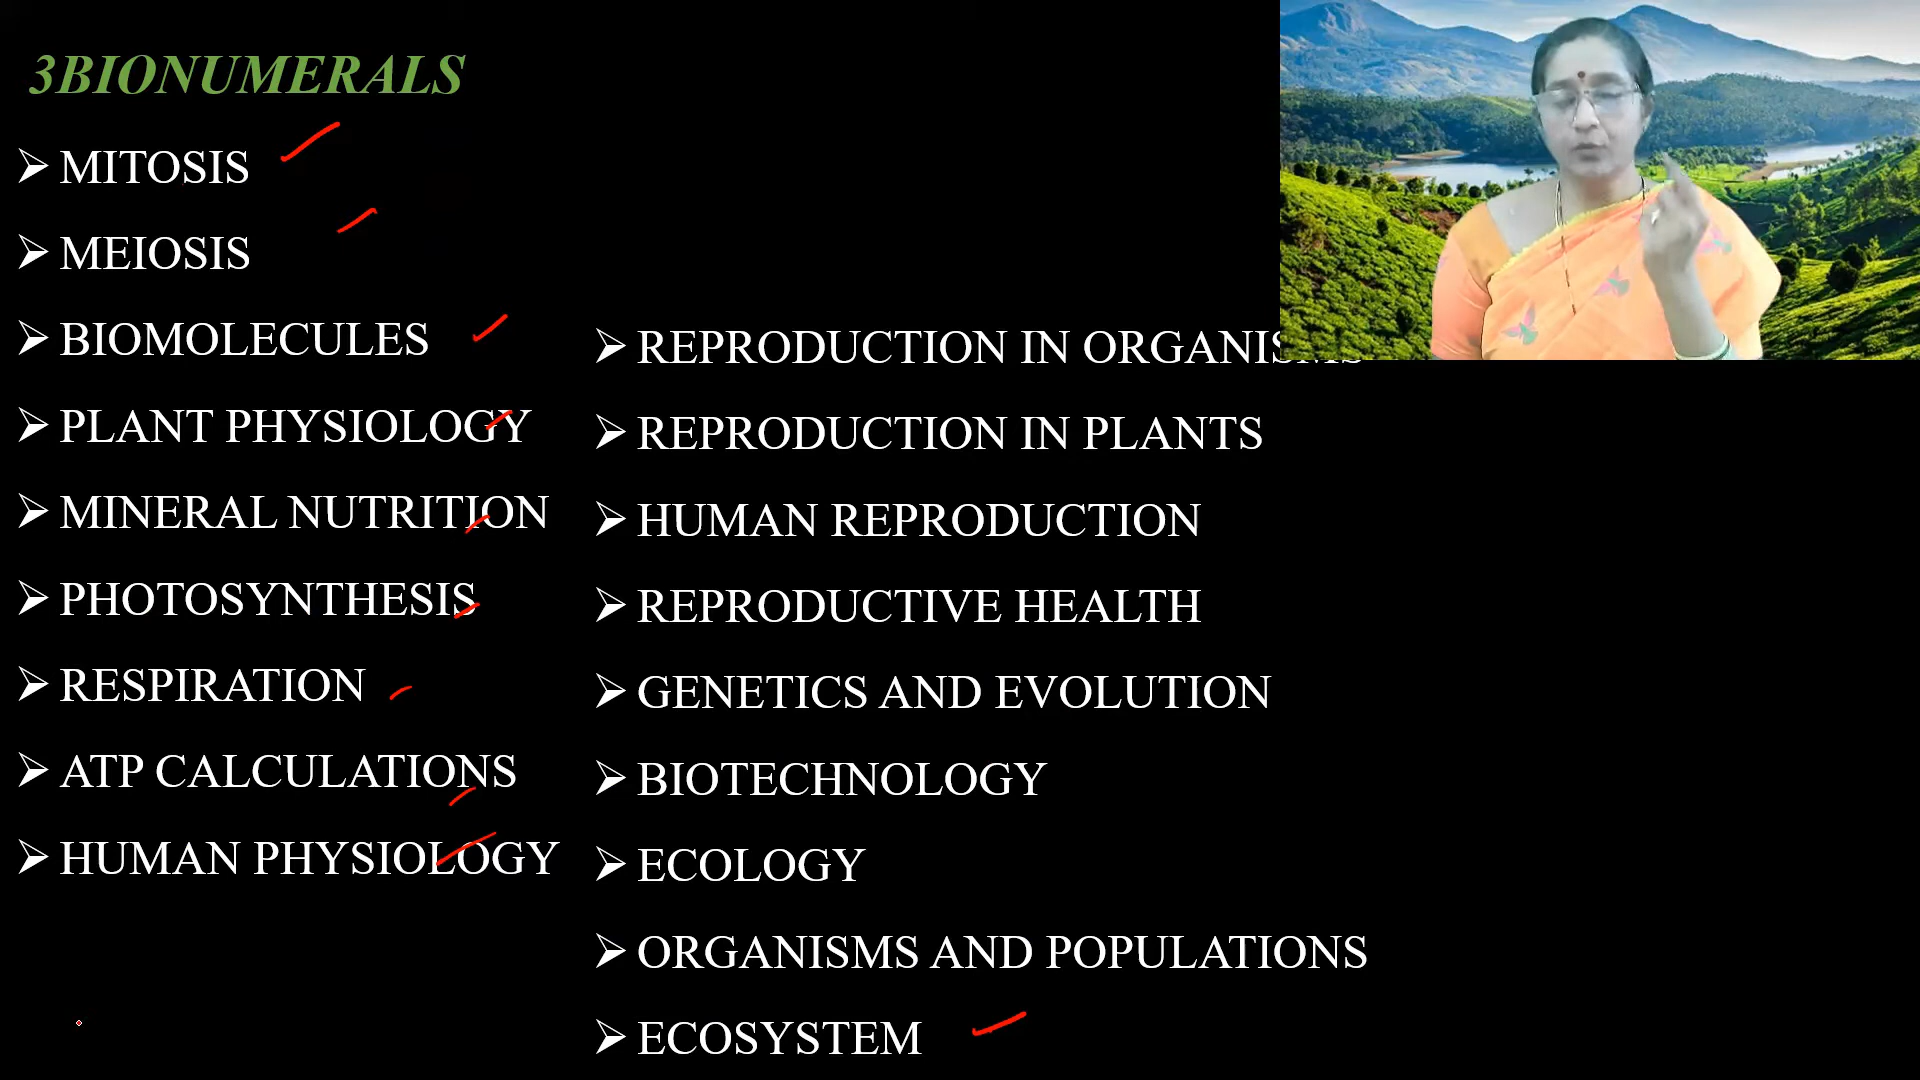 3BIONUMERALS
MITOSIS
MEIOSIS
BIOMOLECULES
PLANT PHYSIOLOGY
MINERAL NUTRITION
PHOTOSYNTHESIS
RESPIRATION
ATP CALCULATIONS
HUMAN PHYSIOLOGY
REPRODUCTION IN ORGANISMS
REPRODUCTION IN PLANTS
HUMAN REPRODUCTION
REPRODUCTIVE HEALTH
GENETICS AND EVOLUTION
BIOTECHNOLOGY
ECOLOGY
ORGANISMS AND POPULATIONS
ECOSYSTEM